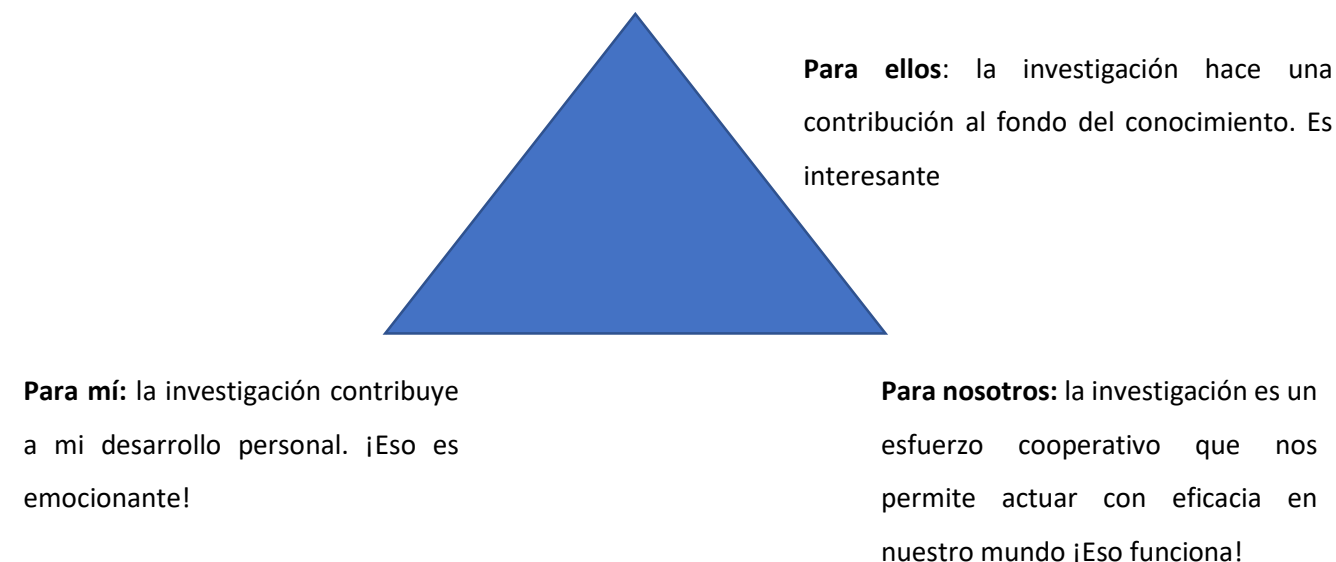 Para ellos: la investigación hace una
contribución al fondo del conocimiento. Es
interesante
Para mí: la investigación contribuye
a mi desarrollo personal. ¡Eso es
emocionante!
Para nosotros: la investigación es un
esfuerzo cooperativo que nos
permite actuar con eficacia en
nuestro mundo ¡Eso funciona!